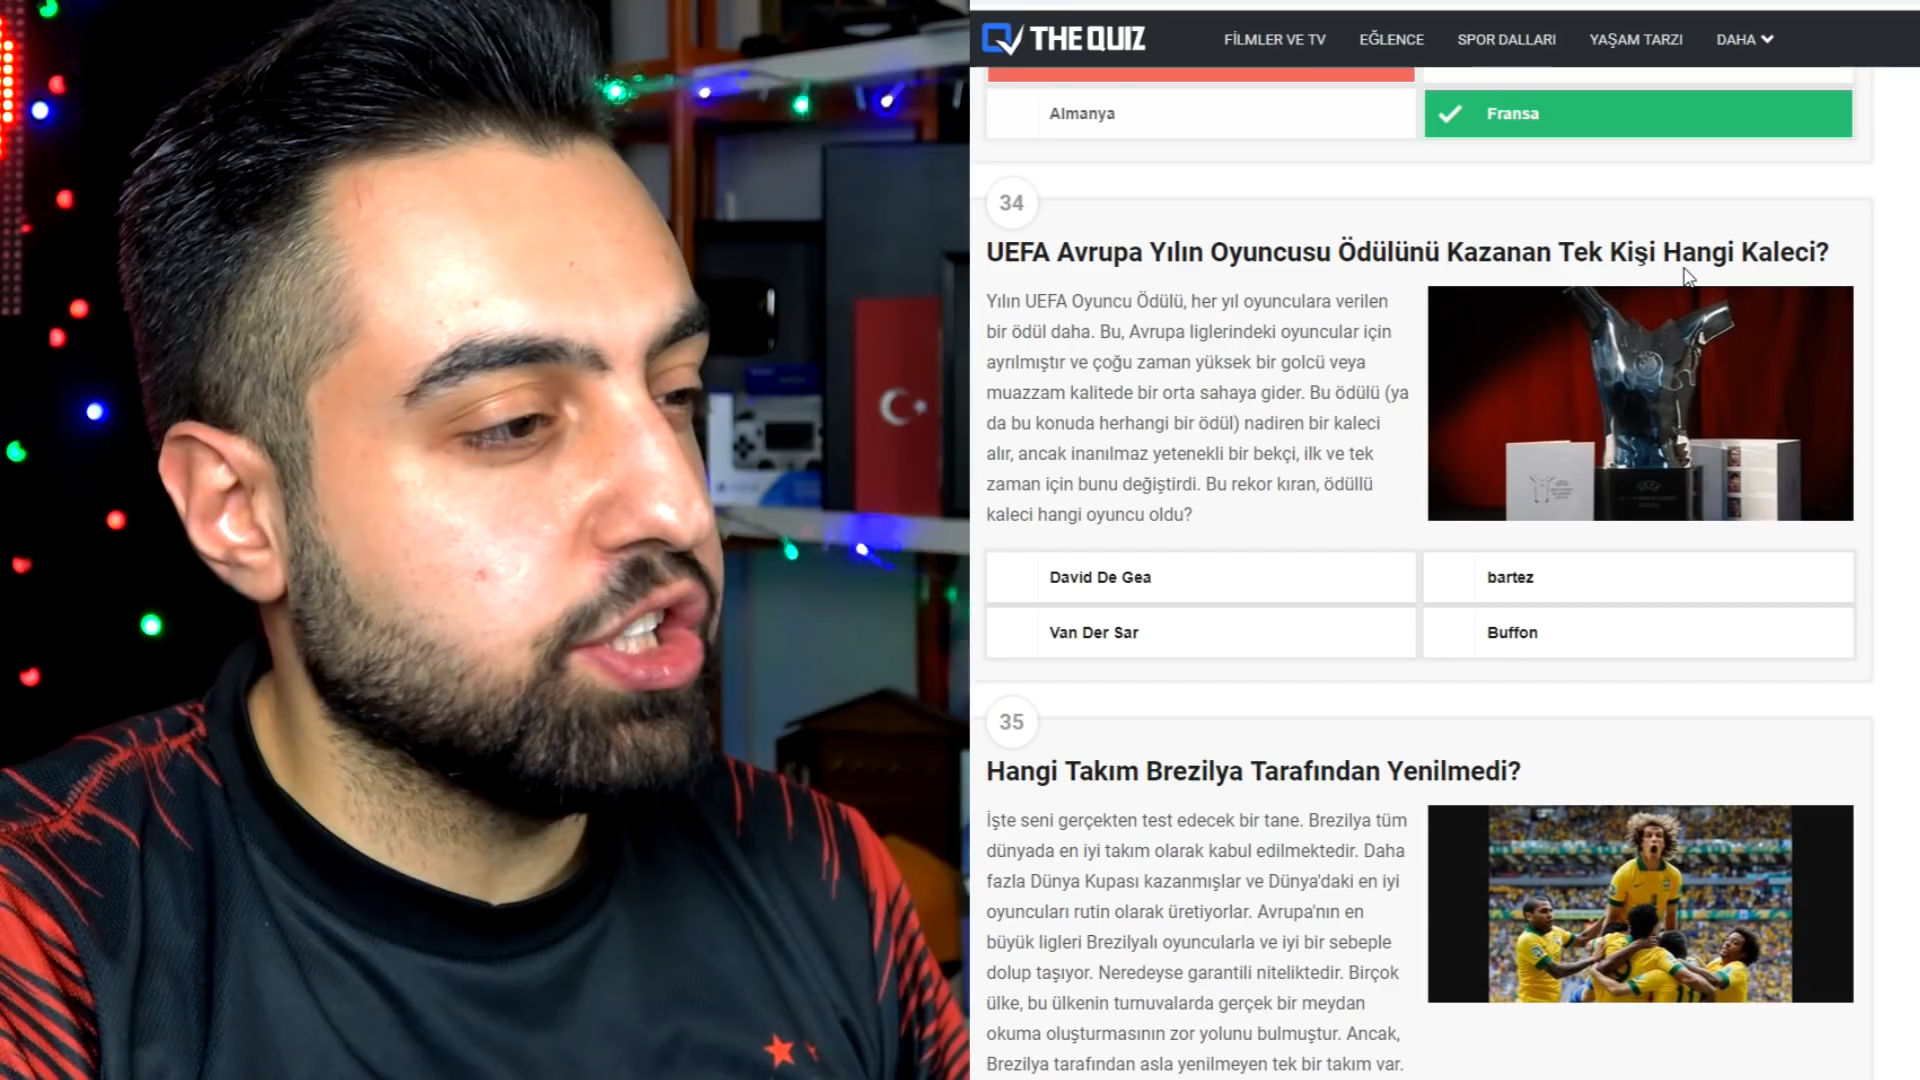 THE QUIZ
FİLMLER VE TV
EĞLENCE
SPOR DALLARI
YAŞAM TARZI
DAHA
Almanya
Fransa
34
UEFA Avrupa Yılın Oyuncusu Ödülünü Kazanan Tek Kişi Hangi Kaleci?
Yılın UEFA Oyuncu Ödülü, her yıl oyunculara verilen
bir ödül daha. Bu, Avrupa liglerindeki oyuncular için
ayrılmıştır ve çoğu zaman yüksek bir golcü veya
muazzam kalitede bir orta sahaya gider. Bu ödülü (ya
da bu konuda herhangi bir ödül) nadiren bir kaleci
alır, ancak inanılmaz yetenekli bir bekçi, ilk ve tek
zaman için bunu değiştirdi. Bu rekor kıran, ödüllü
kaleci hangi oyuncu oldu?
David De Gea
bartez
Van Der Sar
Buffon
35
Hangi Takım Brezilya Tarafından Yenilmedi?
İşte seni gerçekten test edecek bir tane. Brezilya tüm
dünyada en iyi takım olarak kabul edilmektedir. Daha
fazla Dünya Kupası kazanmışlar ve Dünya'daki en iyi
oyuncuları rutin olarak üretiyorlar. Avrupa'nın en
büyük ligleri Brezilyalı oyuncularla ve iyi bir sebeple
dolup taşıyor. Neredeyse garantili niteliktedir. Birçok
ülke, bu ülkenin turnuvalarda gerçek bir meydan
okuma oluşturmasının zor yolunu bulmuştur. Ancak,
Brezilya tarafından asla yenilmeyen tek bir takım var.